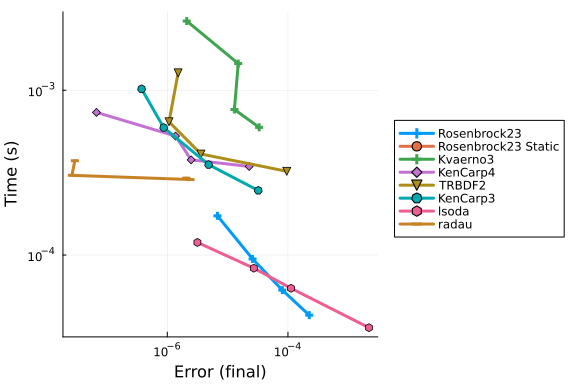 10⁻³
10⁻⁴
Time (s)
10⁻⁶
10⁻⁴
Error (final)
Rosenbrock23
Rosenbrock23 Static
Kvaerno3
KenCarp4
TRBDF2
KenCarp3
lsoda
radau